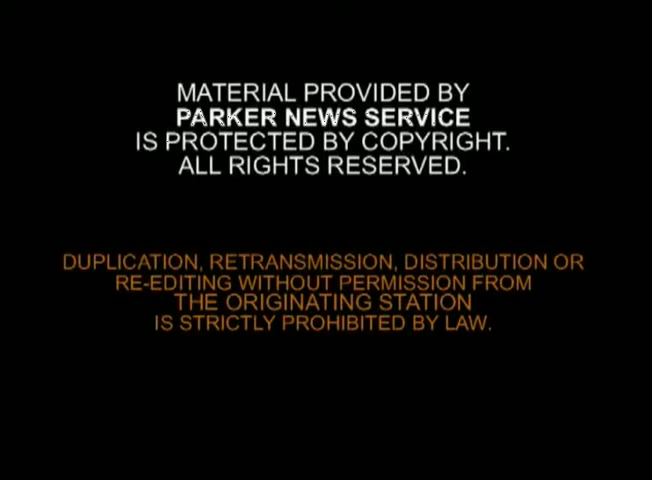 MATERIAL PROVIDED BY
PARKER NEWS SERVICE
IS PROTECTED BY COPYRIGHT.
ALL RIGHTS RESERVED.
DUPLICATION, RETRANSMISSION, DISTRIBUTION OR
RE-EDITING WITHOUT PERMISSION FROM
THE ORIGINATING STATION
IS STRICTLY PROHIBITED BY LAW.